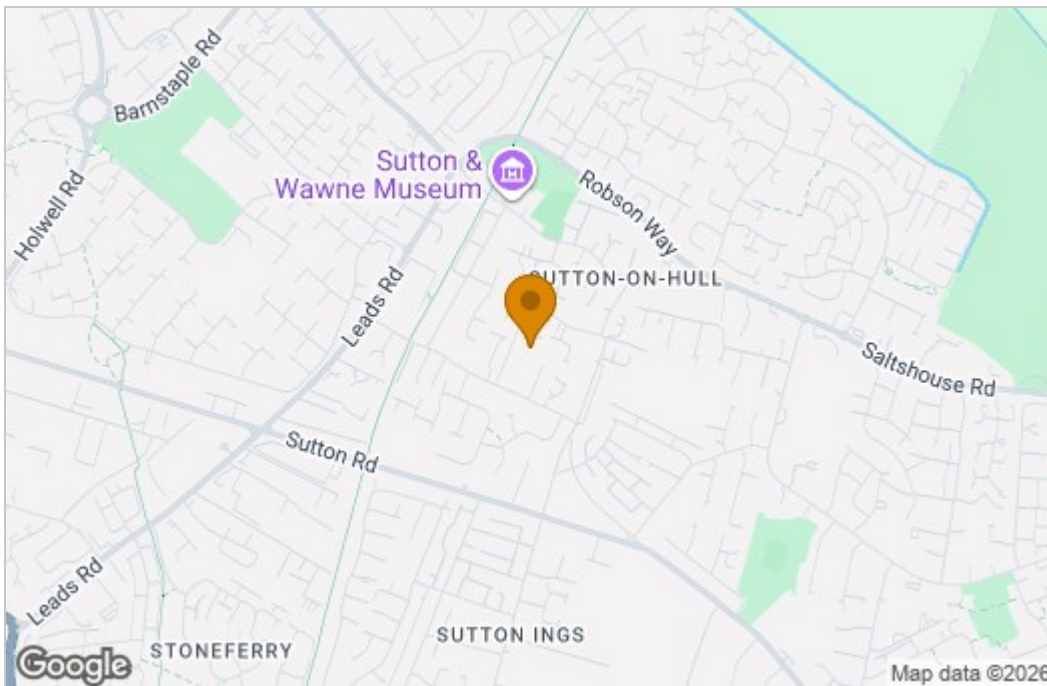 Barnstaple Rd
Holwell Rd
Sutton &
Wawne Museum
Robson Way
SUTTON-ON-HULL
Leads Rd
Saltshouse Rd
Sutton Rd
Leads Rd
STONEFERRY
SUTTON INGS
Google
Map data ©2026